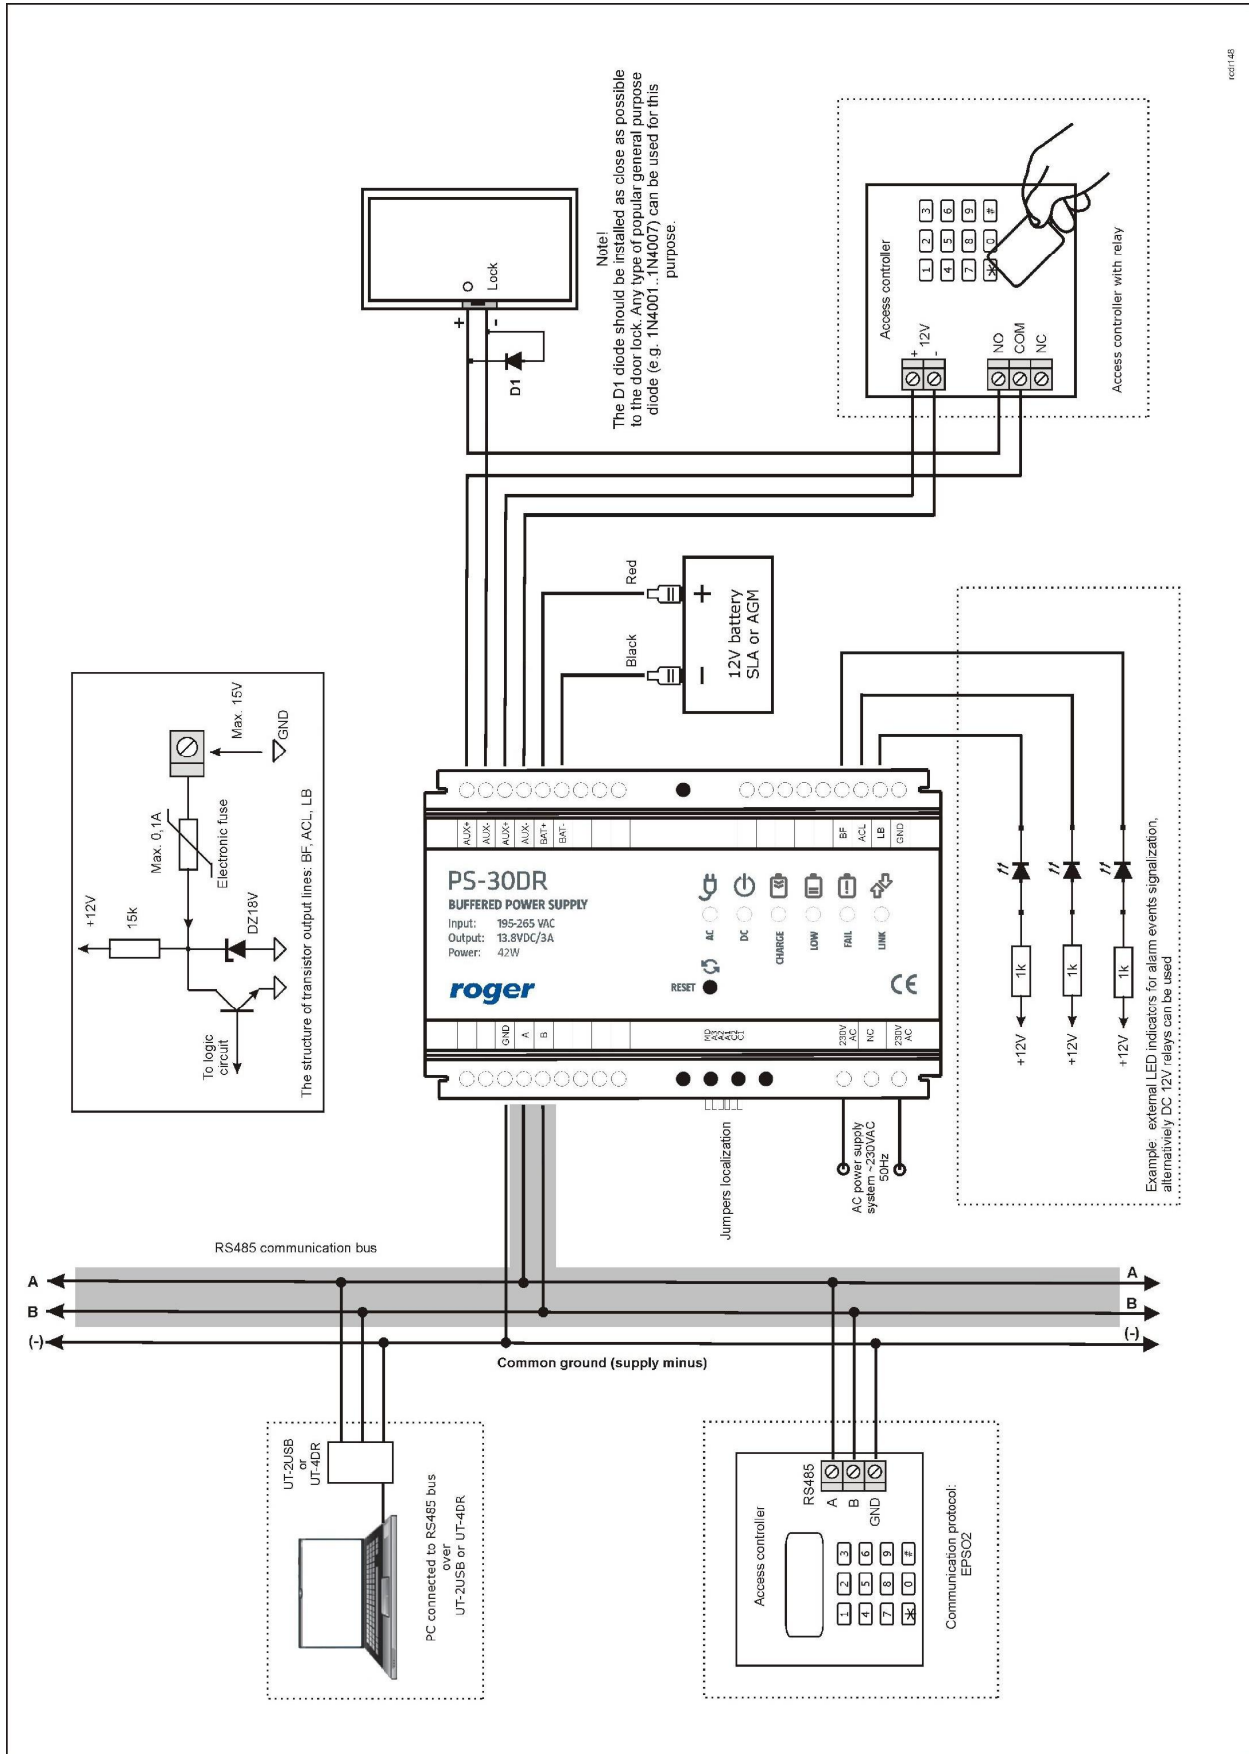 rcdr148
Note!
The D1 diode should be installed as close as possible
to the door lock. Any type of popular general purpose
diode (e.g. 1N4001..1N4007) can be used for this
purpose.
Lock
+
-
D1
Access controller
1 2 3
4 5 6
7 8 9
* 0 #
+
12V
-
NO
COM
NC
Access controller with relay
Red
Black
+
-
12V battery
SLA or AGM
+12V
15k
Max. 0,1A
Electronic fuse
DZ18V
Max. 15V
GND
To logic
circuit
The structure of transistor output lines: BF, ACL, LB
AUX+
AUX-
AUX+
AUX-
BAT+
BAT-
BF
ACL
LB
GND
PS-30DR
BUFFERED POWER SUPPLY
Input: 195-265 VAC
Output: 13.8VDC/3A
Power: 42W
roger
AC
DC
CHARGE
LOW
FAIL
LINK
RESET
CE
GND
A
B
MD
A3
A2
A1
C2
C1
230V
AC
NC
230V
AC
Jumpers localization
AC power supply
system ~230VAC
50Hz
1k
1k
1k
+12V
+12V
+12V
Example: external LED indicators for alarm events signalization,
alternativiely DC 12V relays can be used
RS485 communication bus
A
B
(-)
A
B
(-)
Common ground (supply minus)
UT-2USB
or
UT-4DR
PC connected to RS485 bus
over
UT-2USB or UT-4DR
Access controller
RS485
A
B
GND
1 2 3
4 5 6
7 8 9
* 0 #
Communication protocol:
EPSO2